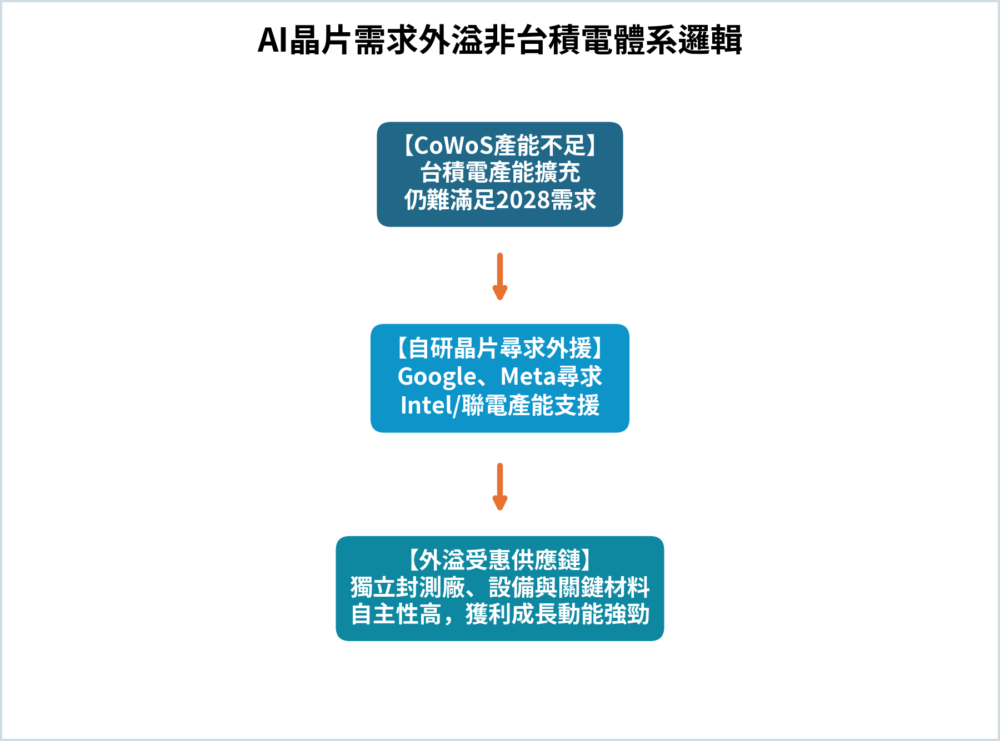 AI晶片需求外溢非台積電體系邏輯
【CoWoS產能不足】
台積電產能擴充
仍難滿足2028需求
【自研晶片尋求外援】
Google、Meta尋求
Intel/聯電產能支援
【外溢受惠供應鏈】
獨立封測廠、設備與關鍵材料
自主性高，獲利成長動能強勁